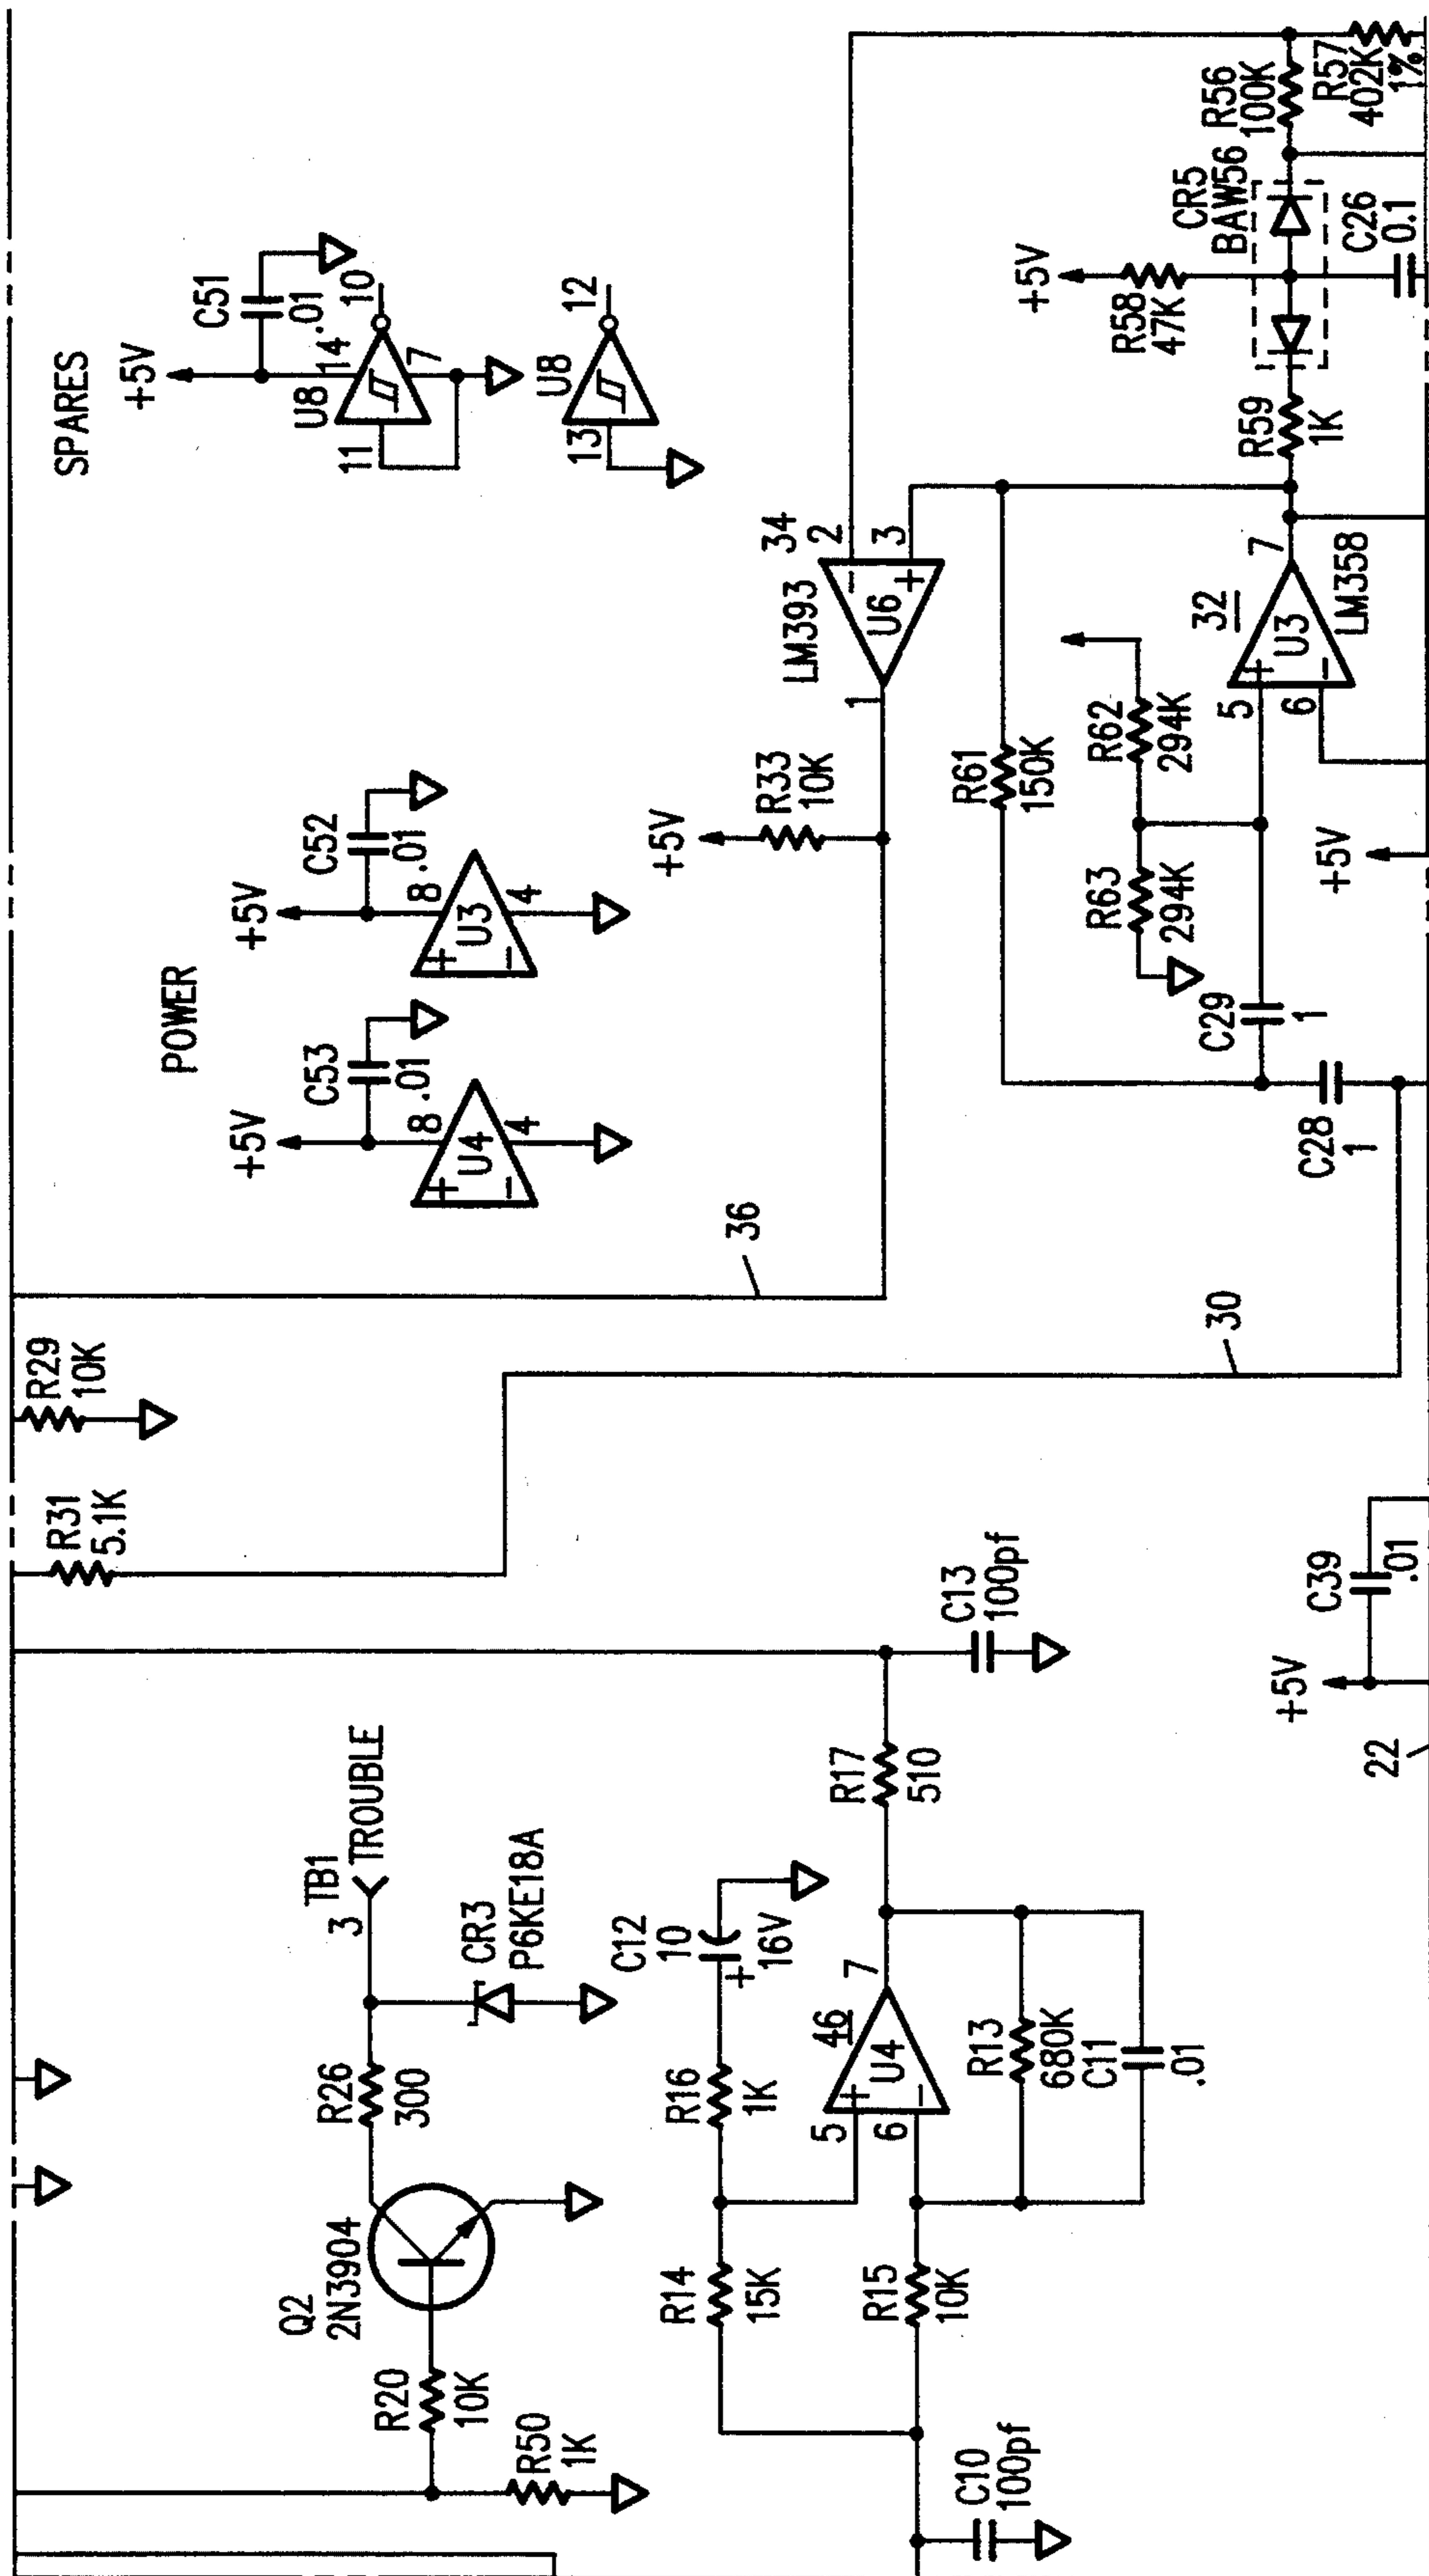 SPARES
+5V
C51
.01
14
U8
11
10
7
U8
13
12
POWER
+5V
C52
.01
8
U3
4
+
−
+5V
C53
.01
8
U4
4
+
−
R29
10K
R31
5.1K
36
30
+5V
R33
10K
LM393
34
U6
1
2
3
−
+
R61
150K
R62
294K
R63
294K
32
U3
LM358
5
6
7
+
−
+5V
C29
1
C28
1
R59
1K
+5V
R58
47K
CR5
BAW56
C26
0.1
R56
100K
R57
402K
1%
TB1
3
TROUBLE
CR3
P6KE18A
R26
300
Q2
2N3904
R20
10K
R50
1K
C12
10
+
16V
R16
1K
R14
15K
R15
10K
46
U4
5
6
7
+
−
R13
680K
C11
.01
R17
510
C13
100pf
C10
100pf
+5V
C39
.01
22